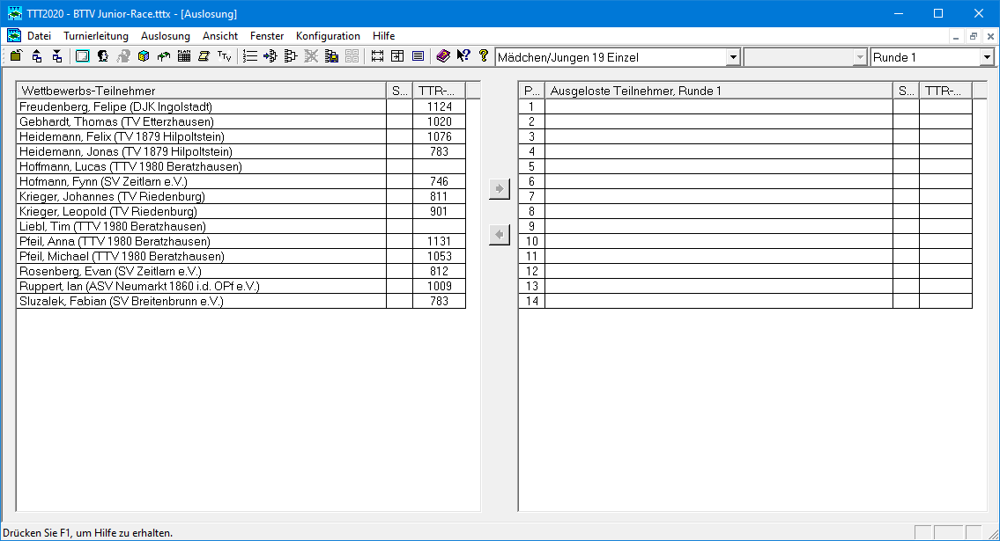 TTT2020 - BTTV Junior-Race.tttx - [Auslosung]
Datei Turnierleitung Auslosung Ansicht Fenster Konfiguration Hilfe
TTV Mädchen/Jungen 19 Einzel Runde 1
Wettbewerbs-Teilnehmer S... TTR-...
Freudenberg, Felipe (DJK Ingolstadt) 1124
Gebhardt, Thomas (TV Etterzhausen) 1020
Heidemann, Felix (TV 1879 Hilpoltstein) 1076
Heidemann, Jonas (TV 1879 Hilpoltstein) 783
Hoffmann, Lucas (TTV 1980 Beratzhausen)
Hofmann, Fynn (SV Zeitlarn e.V.) 746
Krieger, Johannes (TV Riedenburg) 811
Krieger, Leopold (TV Riedenburg) 901
Liebl, Tim (TTV 1980 Beratzhausen)
Pfeil, Anna (TTV 1980 Beratzhausen) 1131
Pfeil, Michael (TTV 1980 Beratzhausen) 1053
Rosenberg, Evan (SV Zeitlarn e.V.) 812
Ruppert, Ian (ASV Neumarkt 1860 i.d. OPf e.V.) 1009
Sluzalek, Fabian (SV Breitenbrunn e.V.) 783
P... Ausgeloste Teilnehmer, Runde 1 S... TTR-...
1
2
3
4
5
6
7
8
9
10
11
12
13
14
Drücken Sie F1, um Hilfe zu erhalten.